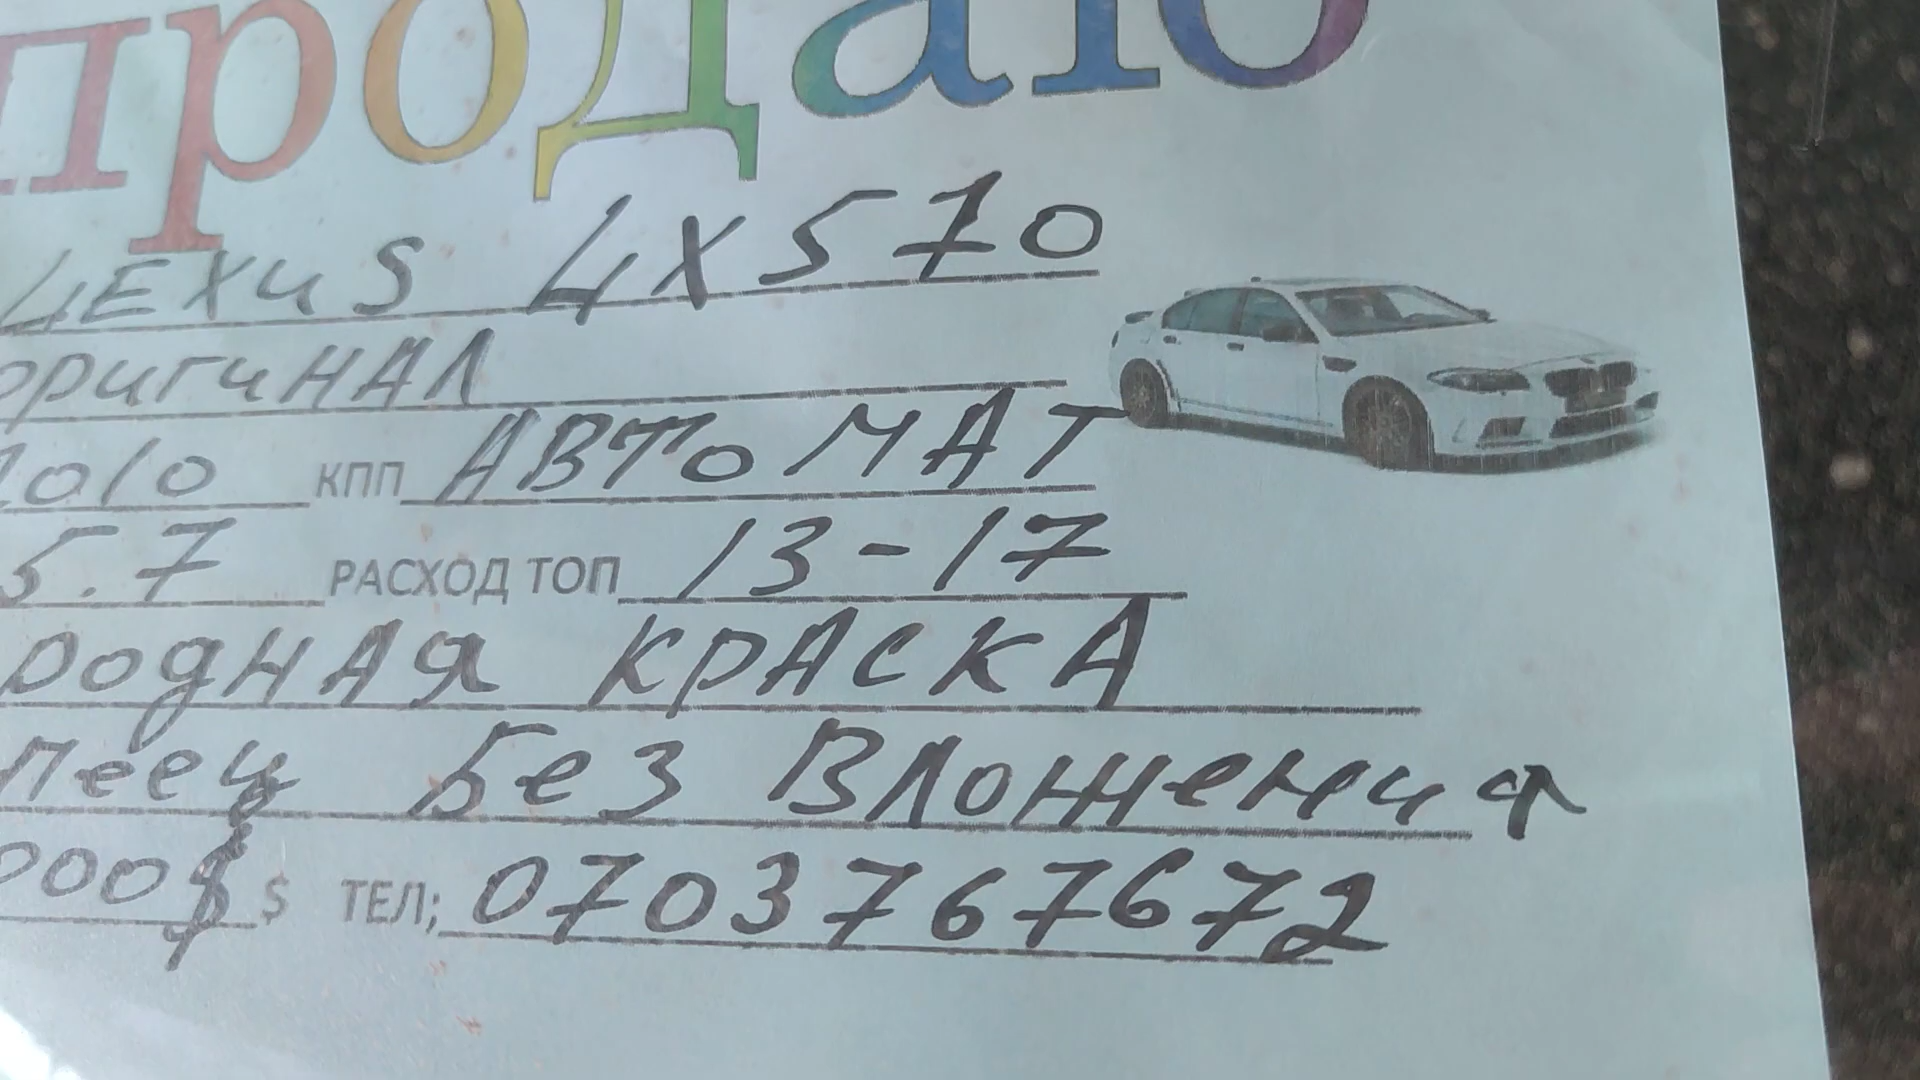 продаю
LEXUS LX570
оригинал
2010 КПП АВТОМАТ
5.7 РАСХОД ТОП 13-17
родная краска
Без Вложения
000$ $ ТЕЛ; 0703767672